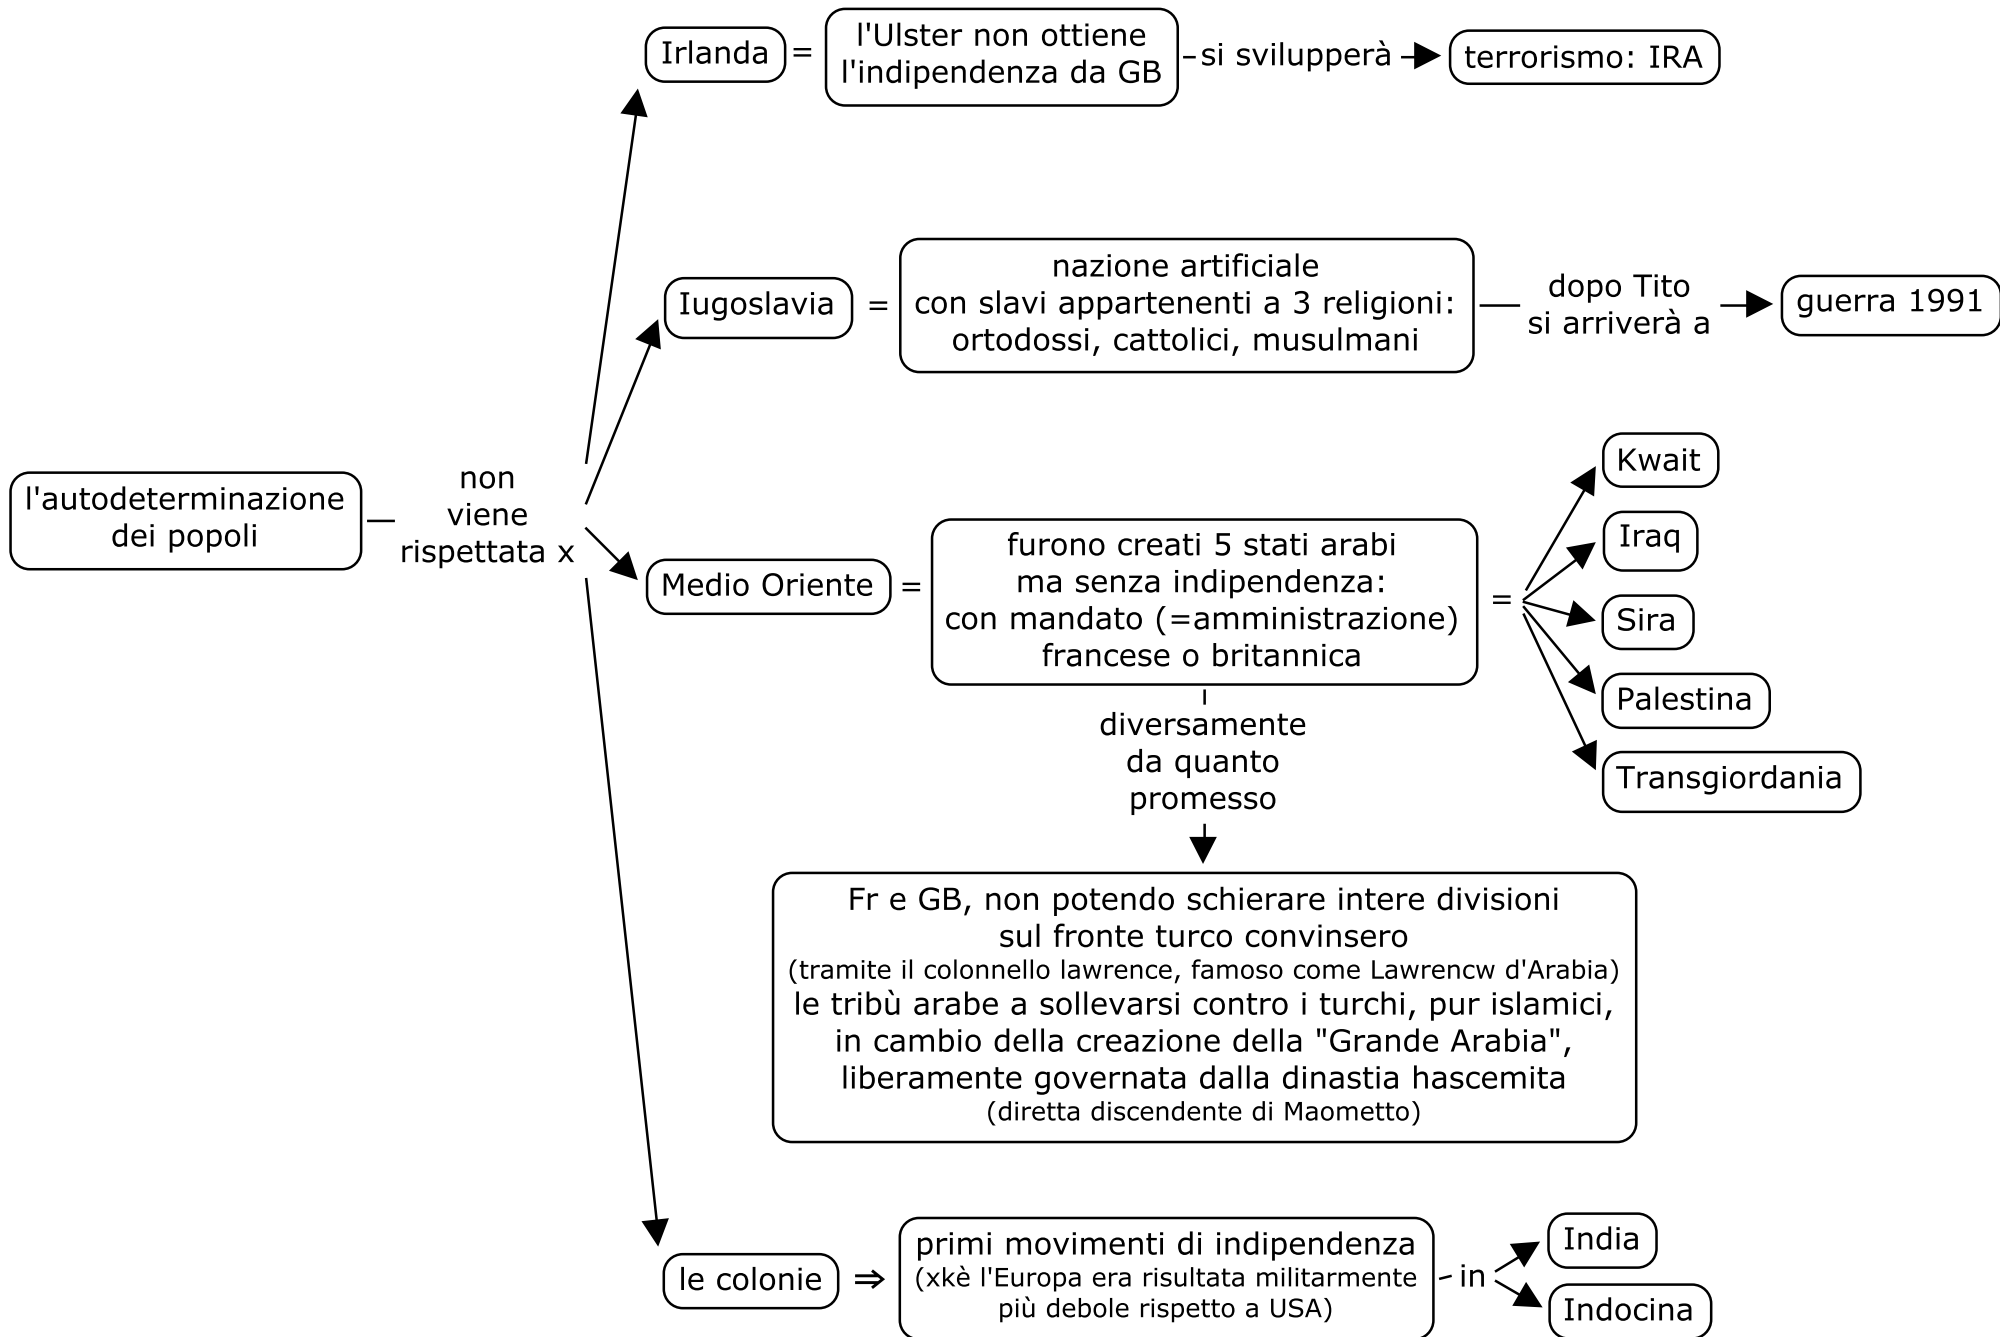 Irlanda
=
l'Ulster non ottiene
l'indipendenza da GB
si svilupperà
terrorismo: IRA
Iugoslavia
=
nazione artificiale
con slavi appartenenti a 3 religioni:
ortodossi, cattolici, musulmani
dopo Tito
si arriverà a
guerra 1991
l'autodeterminazione
dei popoli
non
viene
rispettata x
Medio Oriente
=
furono creati 5 stati arabi
ma senza indipendenza:
con mandato (=amministrazione)
francese o britannica
=
Kwait
Iraq
Sira
Palestina
Transgiordania
diversamente
da quanto
promesso
Fr e GB, non potendo schierare intere divisioni
sul fronte turco convinsero
(tramite il colonnello lawrence, famoso come Lawrencw d'Arabia)
le tribù arabe a sollevarsi contro i turchi, pur islamici,
in cambio della creazione della "Grande Arabia",
liberamente governata dalla dinastia hascemita
(diretta discendente di Maometto)
le colonie
⇒
primi movimenti di indipendenza
(xkè l'Europa era risultata militarmente
più debole rispetto a USA)
in
India
Indocina